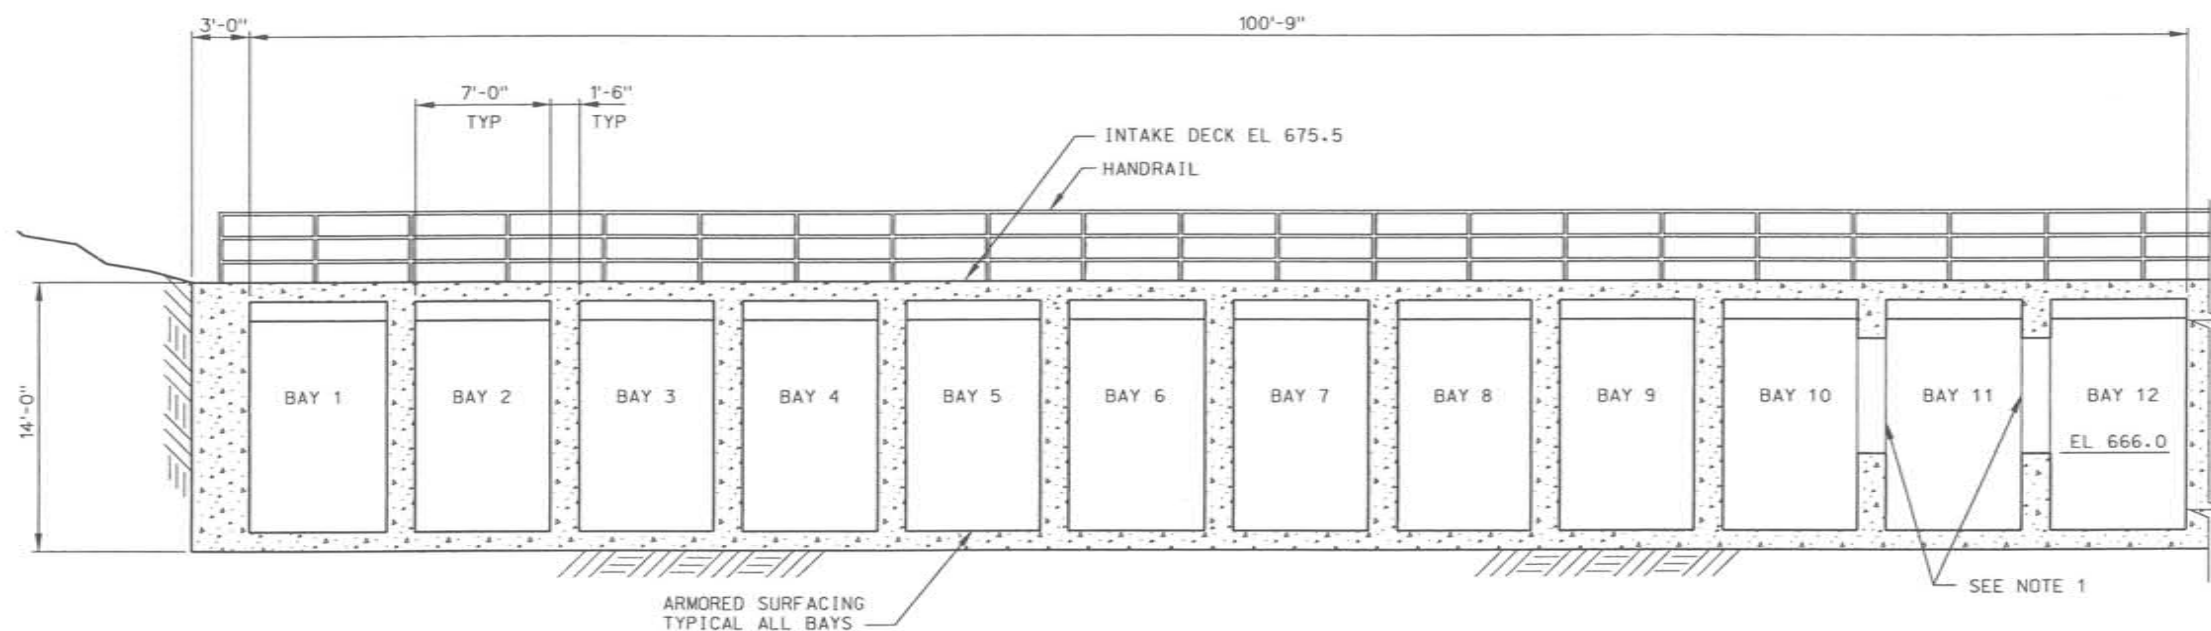 3'-0"
100'-9"
7'-0"
TYP
1'-6"
TYP
INTAKE DECK EL 675.5
HANDRAIL
14'-0"
BAY 1
BAY 2
BAY 3
BAY 4
BAY 5
BAY 6
BAY 7
BAY 8
BAY 9
BAY 10
BAY 11
BAY 12
EL 666.0
SEE NOTE 1
ARMORED SURFACING
TYPICAL ALL BAYS